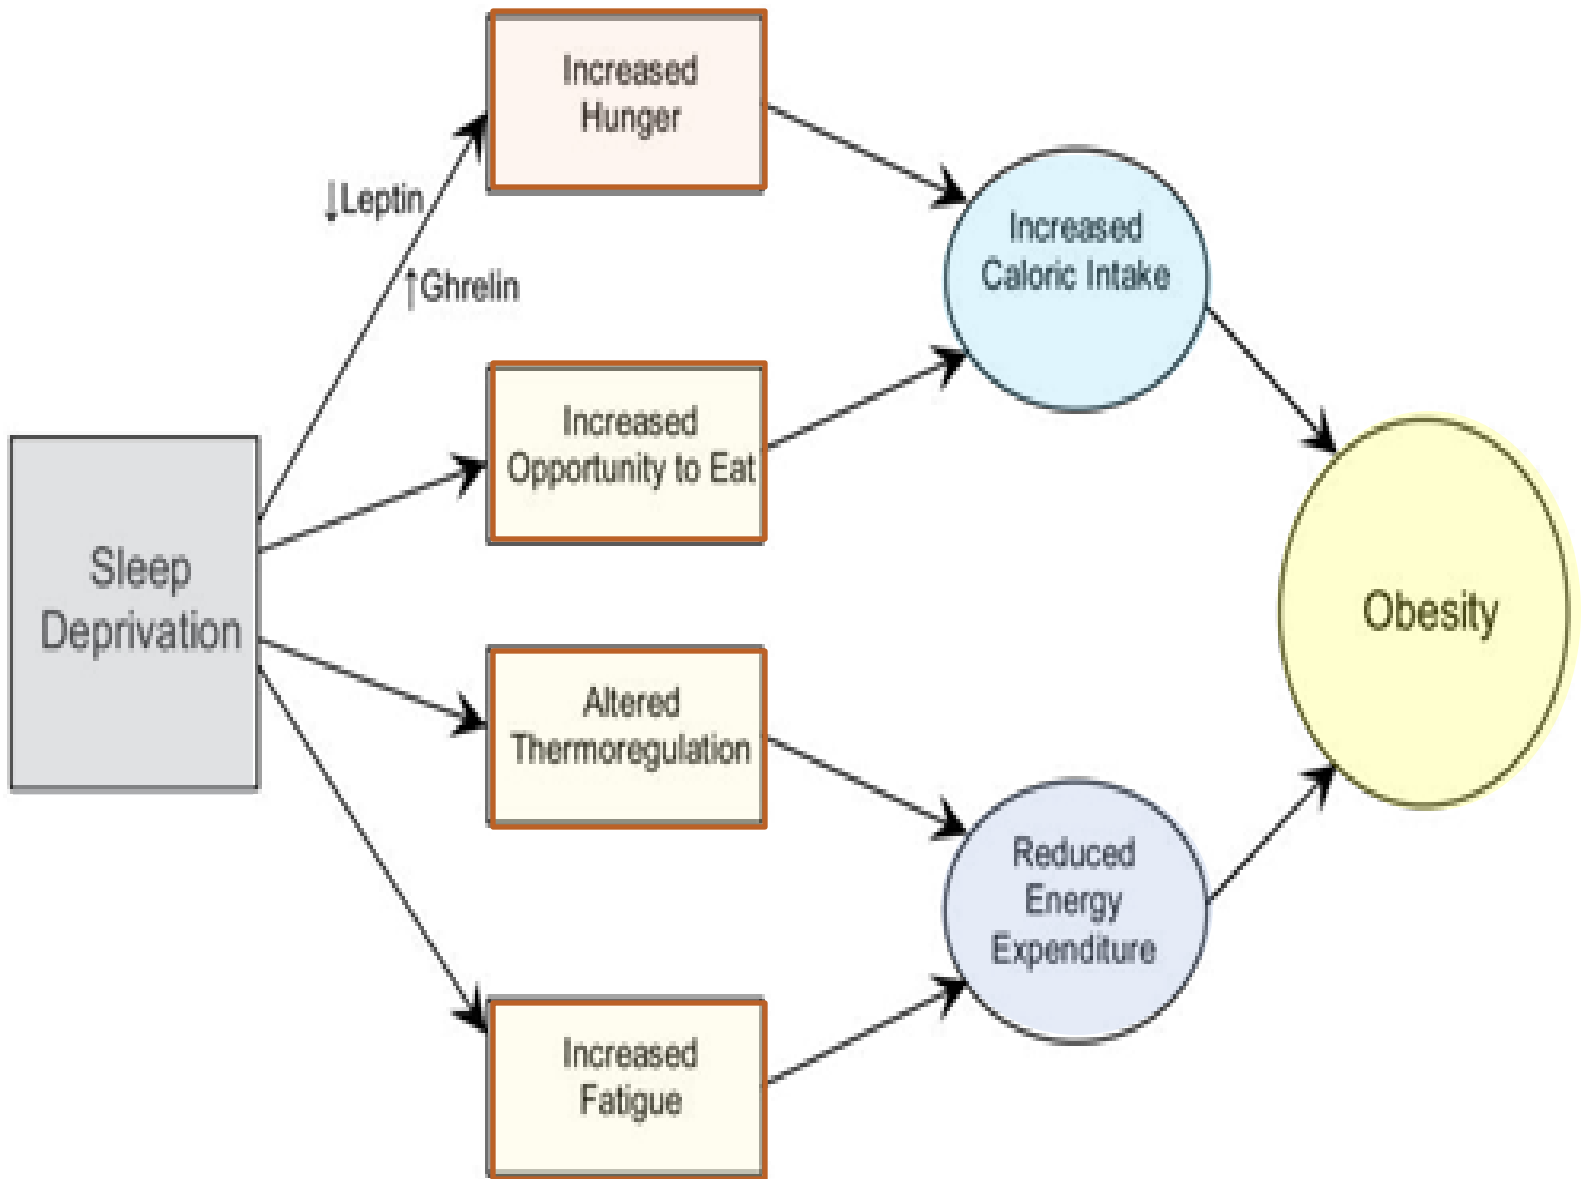 Increased
Hunger
↓Leptin
↑Ghrelin
Increased
Caloric Intake
Increased
Opportunity to Eat
Sleep
Deprivation
Obesity
Altered
Thermoregulation
Reduced
Energy
Expenditure
Increased
Fatigue